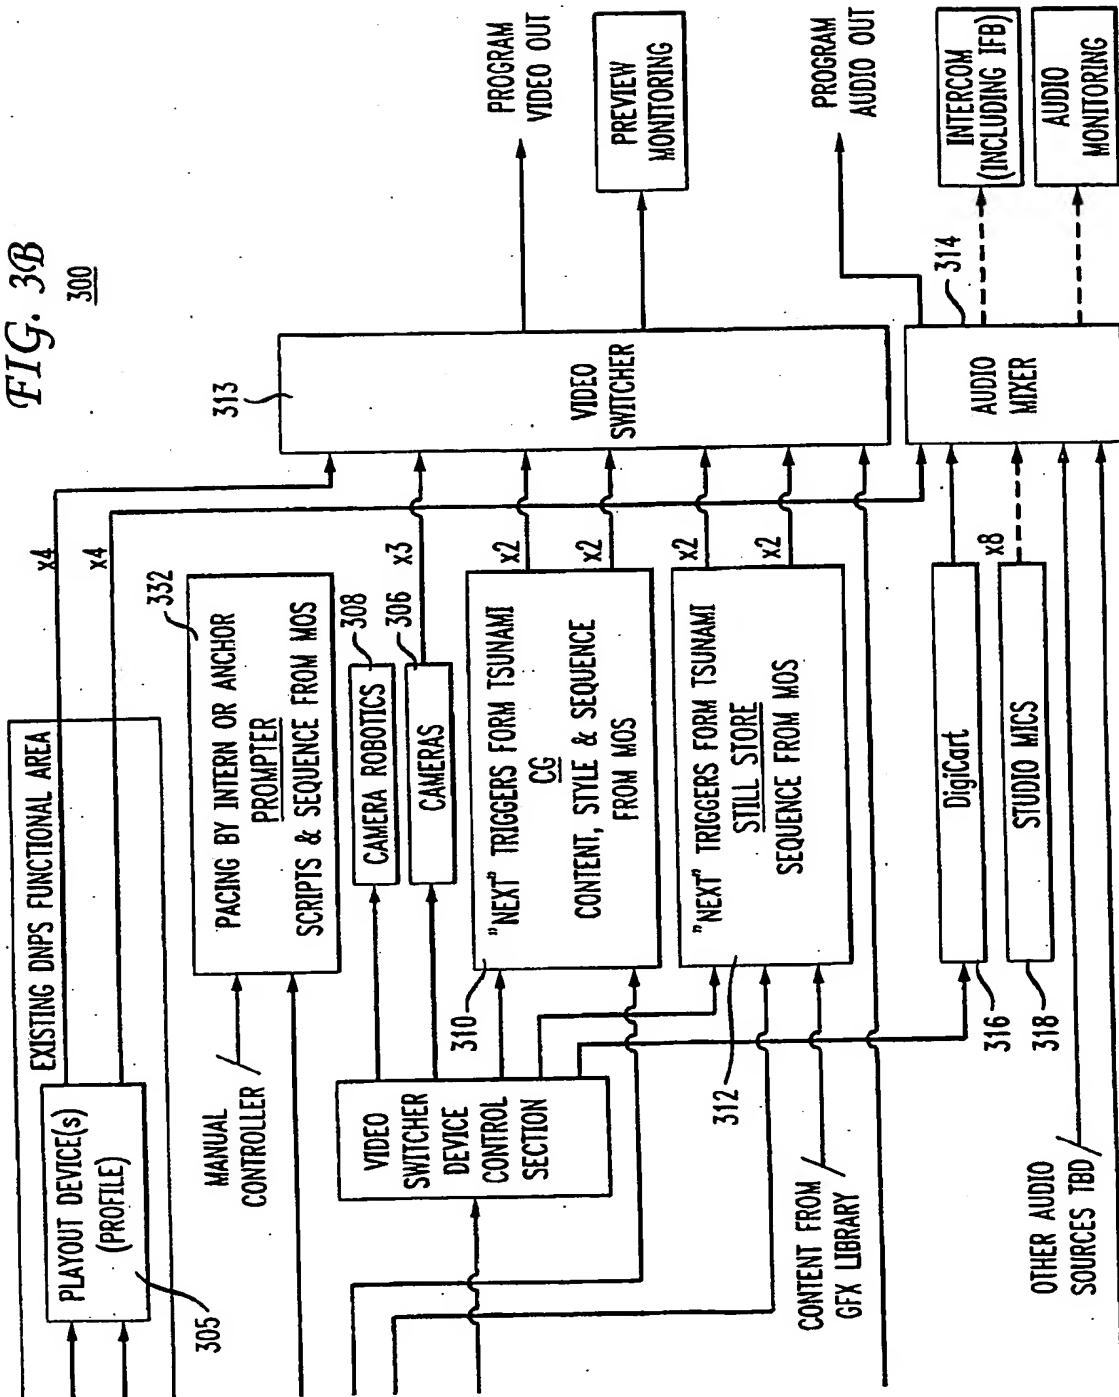 FIG. 3B
300
EXISTING DNPS FUNCTIONAL AREA
PLAYOUT DEVICE(s)
(PROFILE)
305
x4
x4
332
PACING BY INTERN OR ANCHOR
PROMPTER
SCRIPTS & SEQUENCE FROM MOS
MANUAL
CONTROLLER
308
CAMERA ROBOTICS
306
CAMERAS
x3
VIDEO
SWITCHER
DEVICE
CONTROL
SECTION
310
"NEXT" TRIGGERS FORM TSUNAMI
CG
CONTENT, STYLE & SEQUENCE
FROM MOS
x2
x2
312
"NEXT" TRIGGERS FORM TSUNAMI
STILL STORE
SEQUENCE FROM MOS
x2
x2
CONTENT FROM
GFX LIBRARY
DigiCart
316
STUDIO MICS
318
x8
OTHER AUDIO
SOURCES TBD
313
VIDEO
SWITCHER
PROGRAM
VIDEO OUT
PREVIEW
MONITORING
AUDIO
MIXER
314
PROGRAM
AUDIO OUT
INTERCOM
(INCLUDING IFB)
AUDIO
MONITORING